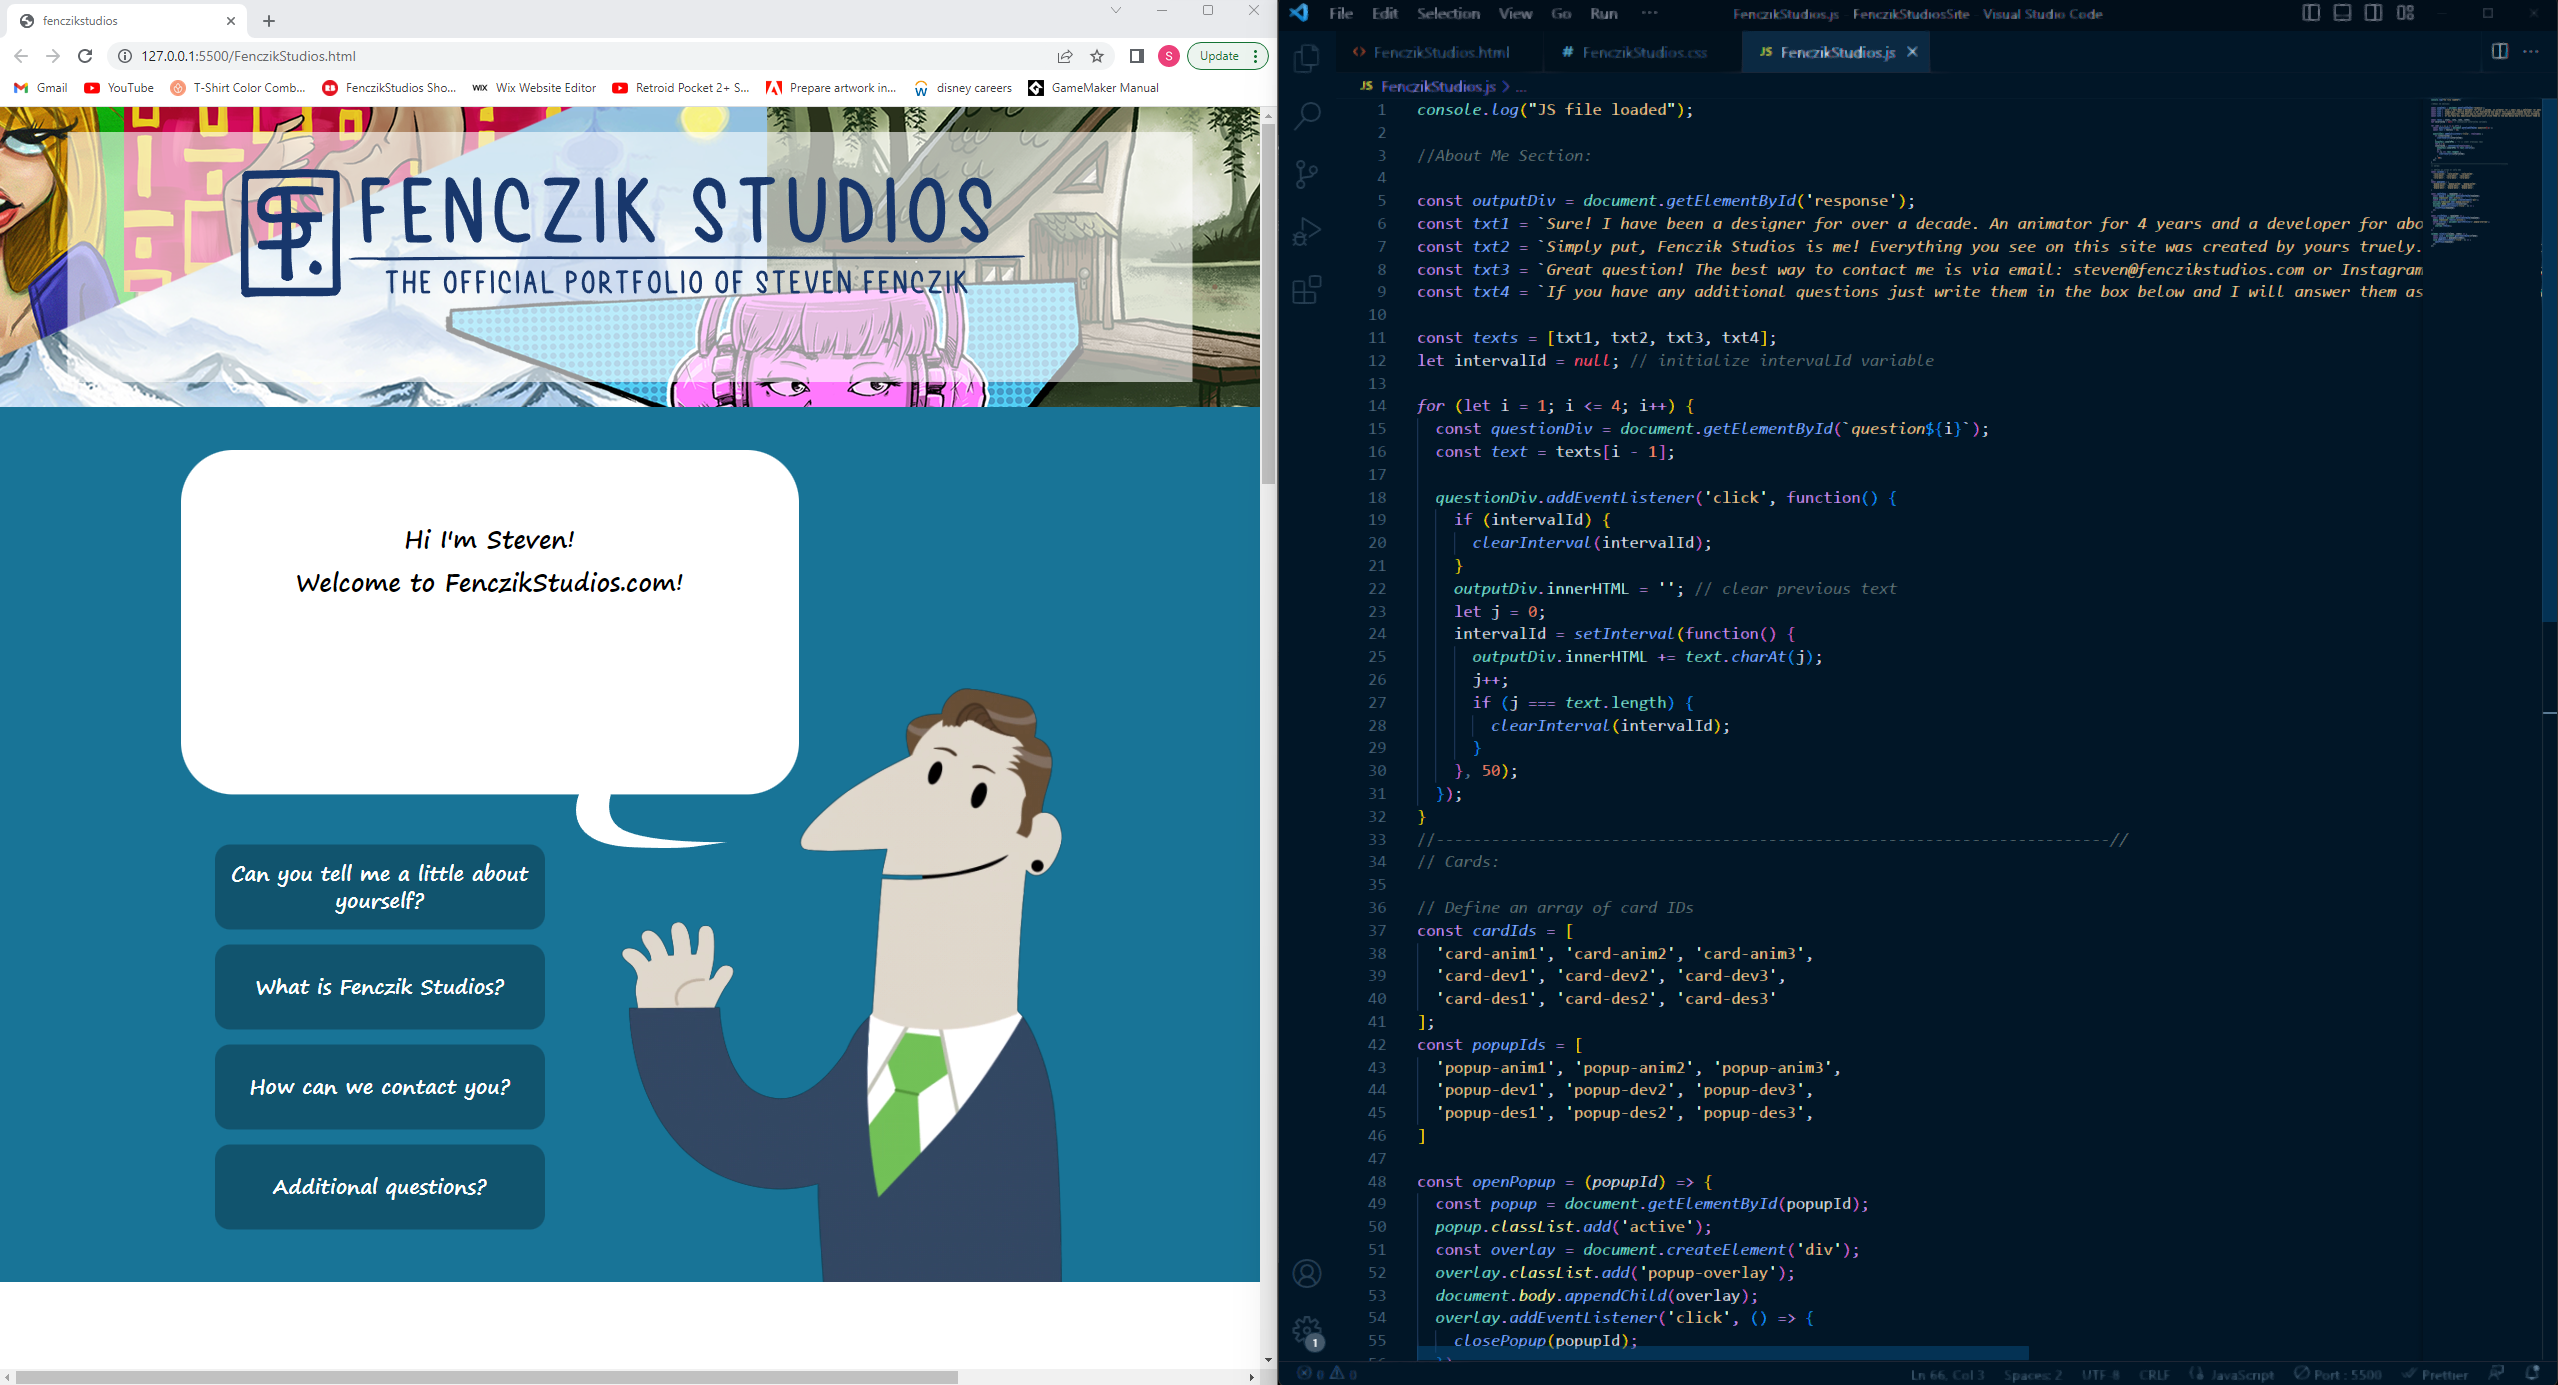 fenczikstudios
127.0.0.1:5500/FenczikStudios.html
Update
Gmail
YouTube
T-Shirt Color Comb...
FenczikStudios Sho...
Wix Website Editor
Retroid Pocket 2+ S...
Prepare artwork in...
disney careers
GameMaker Manual
FENCZIK STUDIOS
THE OFFICIAL PORTFOLIO OF STEVEN FENCZIK
Hi I'm Steven!
Welcome to FenczikStudios.com!
Can you tell me a little about
yourself?
What is Fenczik Studios?
How can we contact you?
Additional questions?
File Edit Selection View Go Run ··· FenczikStudios.js - FenczikStudiosSite - Visual Studio Code
FenczikStudios.html # FenczikStudios.css JS FenczikStudios.js
JS FenczikStudios.js > ...
1 console.log("JS file loaded");
2
3 //About Me Section:
4
5 const outputDiv = document.getElementById('response');
6 const txt1 = `Sure! I have been a designer for over a decade. An animator for 4 years and a developer for abo
7 const txt2 = `Simply put, Fenczik Studios is me! Everything you see on this site was created by yours truely.
8 const txt3 = `Great question! The best way to contact me is via email: steven@fenczikstudios.com or Instagram
9 const txt4 = `If you have any additional questions just write them in the box below and I will answer them as
10
11 const texts = [txt1, txt2, txt3, txt4];
12 let intervalId = null; // initialize intervalId variable
13
14 for (let i = 1; i <= 4; i++) {
15 const questionDiv = document.getElementById(`question${i}`);
16 const text = texts[i - 1];
17
18 questionDiv.addEventListener('click', function() {
19 if (intervalId) {
20 clearInterval(intervalId);
21 }
22 outputDiv.innerHTML = ''; // clear previous text
23 let j = 0;
24 intervalId = setInterval(function() {
25 outputDiv.innerHTML += text.charAt(j);
26 j++;
27 if (j === text.length) {
28 clearInterval(intervalId);
29 }
30 }, 50);
31 });
32 }
33 //-------------------------------------------------------------------------//
34 // Cards:
35
36 // Define an array of card IDs
37 const cardIds = [
38 'card-anim1', 'card-anim2', 'card-anim3',
39 'card-dev1', 'card-dev2', 'card-dev3',
40 'card-des1', 'card-des2', 'card-des3'
41 ];
42 const popupIds = [
43 'popup-anim1', 'popup-anim2', 'popup-anim3',
44 'popup-dev1', 'popup-dev2', 'popup-dev3',
45 'popup-des1', 'popup-des2', 'popup-des3',
46 ]
47
48 const openPopup = (popupId) => {
49 const popup = document.getElementById(popupId);
50 popup.classList.add('active');
51 const overlay = document.createElement('div');
52 overlay.classList.add('popup-overlay');
53 document.body.appendChild(overlay);
54 overlay.addEventListener('click', () => {
55 closePopup(popupId);
0 0 Ln 66, Col 3 Spaces: 2 UTF-8 CRLF JavaScript Port : 5500 Prettier